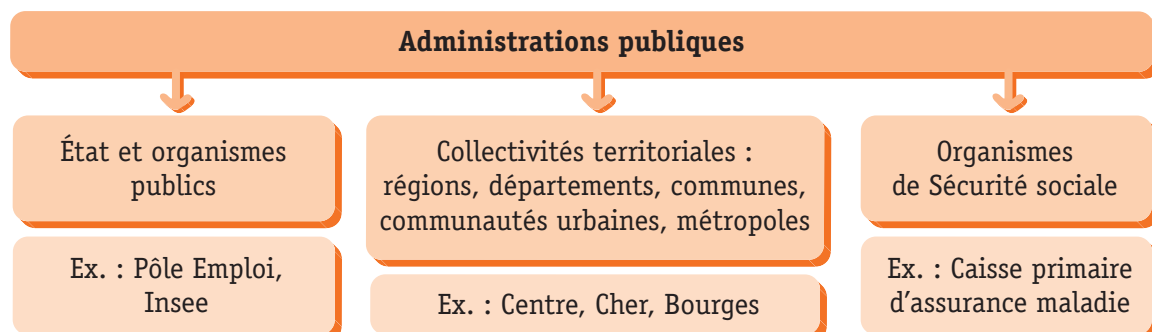 Administrations publiques
État et organismes
publics
Ex. : Pôle Emploi,
Insee
Collectivités territoriales :
régions, départements, communes,
communautés urbaines, métropoles
Ex. : Centre, Cher, Bourges
Organismes
de Sécurité sociale
Ex. : Caisse primaire
d’assurance maladie